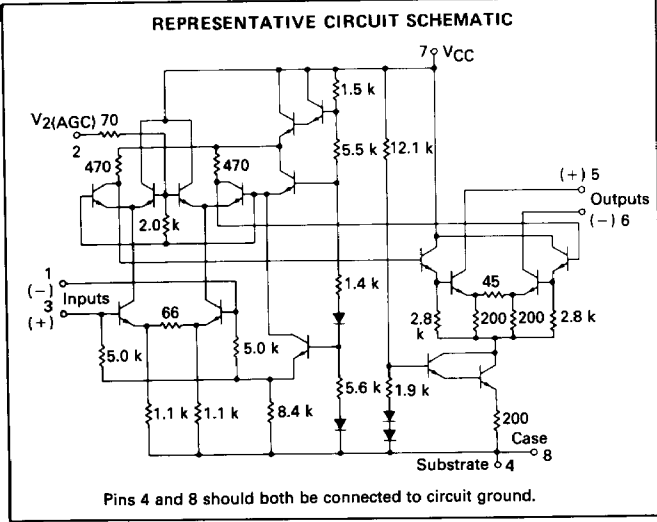 REPRESENTATIVE CIRCUIT SCHEMATIC
7 VCC
1.5 k
V2(AGC) 70
2
5.5 k
12.1 k
470
470
(+) 5
Outputs
(−) 6
2.0 k
1
(−)
Inputs
3
(+)
66
1.4 k
45
2.8 k
200
200
2.8 k
5.0 k
5.0 k
1.1 k
1.1 k
8.4 k
5.6 k
1.9 k
200
Case
8
Substrate 4
Pins 4 and 8 should both be connected to circuit ground.